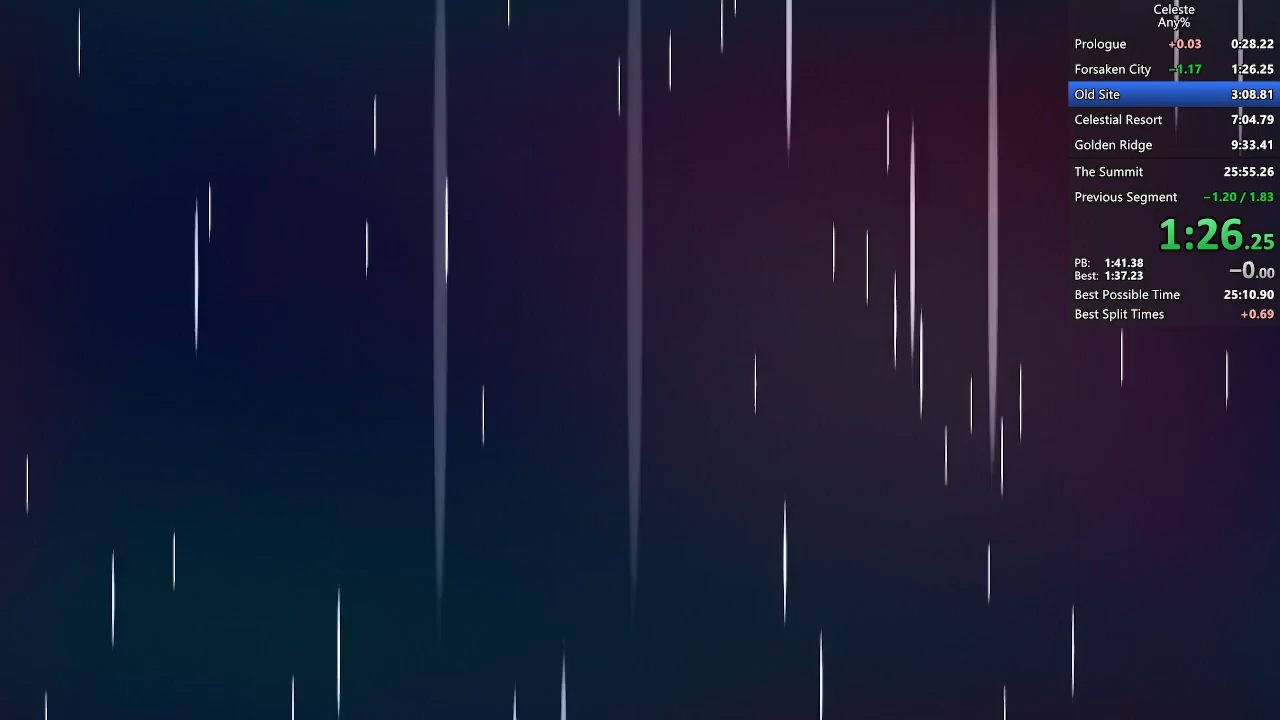 Celeste
Any%
Prologue +0.03 0:28.22
Forsaken City −1.17 1:26.25
Old Site 3:08.81
Celestial Resort 7:04.79
Golden Ridge 9:33.41
The Summit 25:55.26
Previous Segment −1.20 / 1.83
1:26.25
PB: 1:41.38
Best: 1:37.23 −0.00
Best Possible Time 25:10.90
Best Split Times +0.69